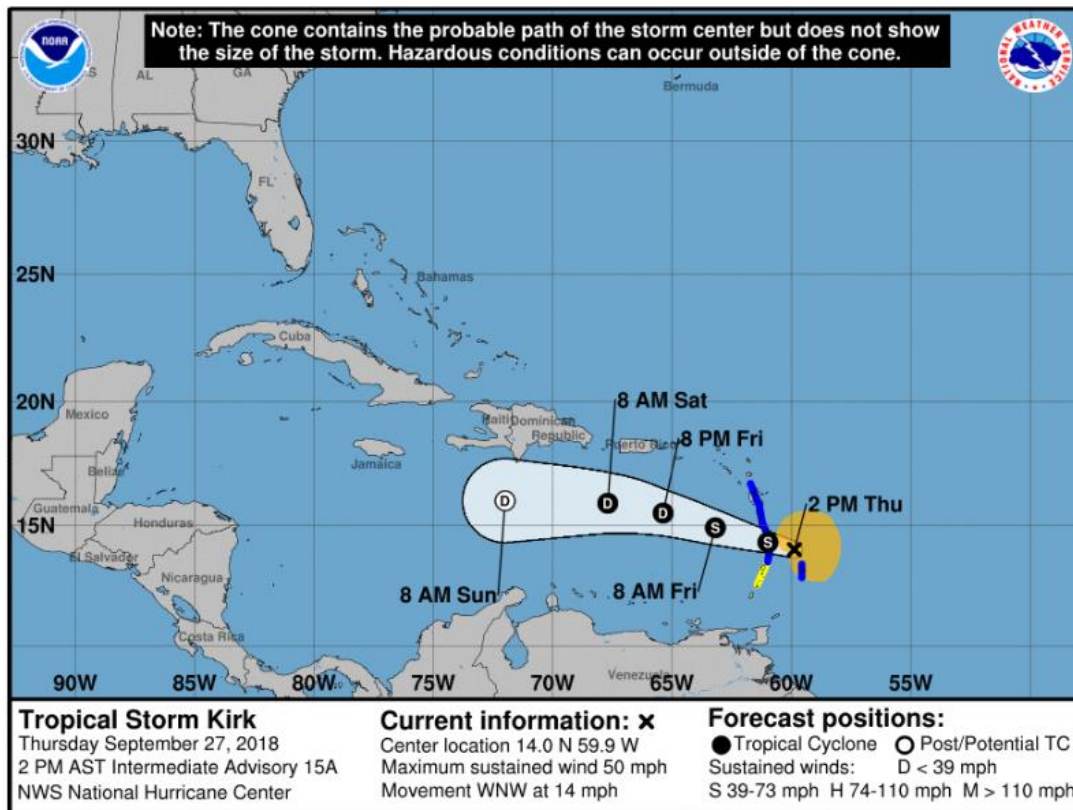 Note: The cone contains the probable path of the storm center but does not show
the size of the storm. Hazardous conditions can occur outside of the cone.
NOAA
NATIONAL WEATHER SERVICE
AL
GA
Bermuda
30N
FL
25N
Bahamas
Cuba
20N
Mexico
8 AM Sat
Haiti
Dominican
Republic
Puerto Rico
8 PM Fri
Jamaica
Belize
2 PM Thu
Guatemala
Honduras
15N
D
D
D
S
S
El Salvador
Nicaragua
8 AM Sun
8 AM Fri
Costa Rica
Venezuela
90W
85W
80W
75W
70W
65W
60W
55W
Tropical Storm Kirk
Thursday September 27, 2018
2 PM AST Intermediate Advisory 15A
NWS National Hurricane Center
Current information: x
Center location 14.0 N 59.9 W
Maximum sustained wind 50 mph
Movement WNW at 14 mph
Forecast positions:
● Tropical Cyclone ○ Post/Potential TC
Sustained winds: D < 39 mph
S 39-73 mph H 74-110 mph M > 110 mph